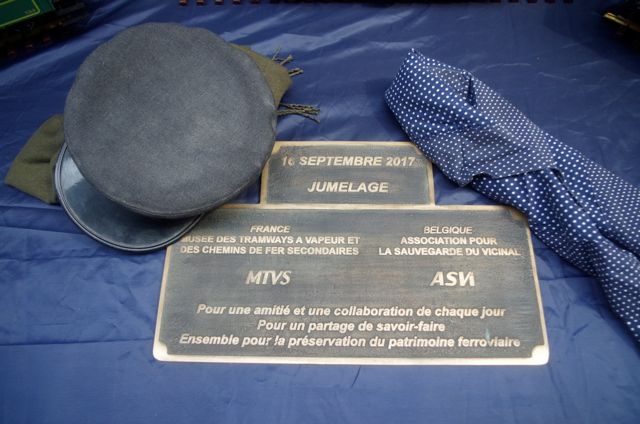 16 SEPTEMBRE 2017
JUMELAGE
FRANCE
MUSEE DES TRAMWAYS A VAPEUR ET
DES CHEMINS DE FER SECONDAIRES
MTVS
BELGIQUE
ASSOCIATION POUR
LA SAUVEGARDE DU VICINAL
ASVi
Pour une amitié et une collaboration de chaque jour
Pour un partage de savoir-faire
Ensemble pour la préservation du patrimoine ferroviaire